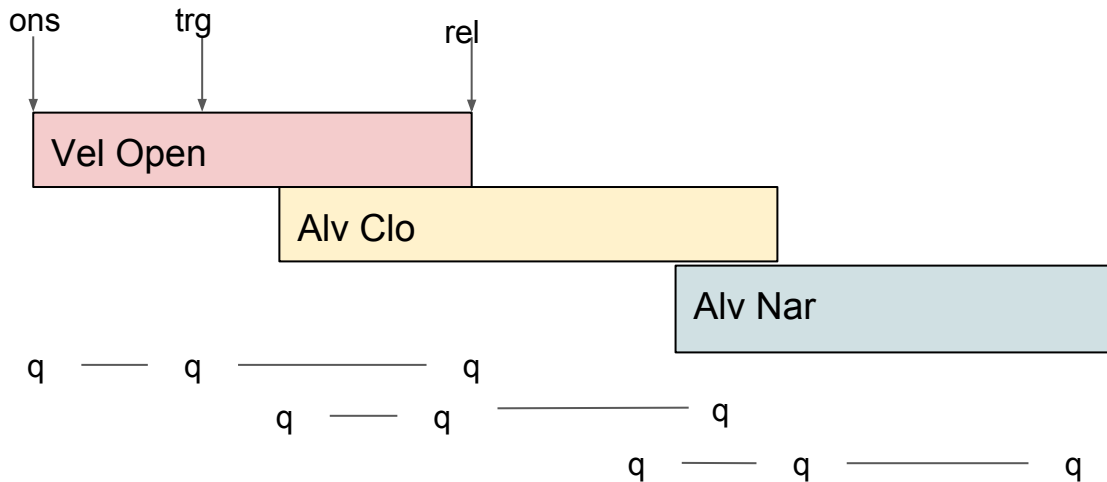 ons trg rel
Vel Open
Alv Clo
Alv Nar
q q q
q q q
q q q